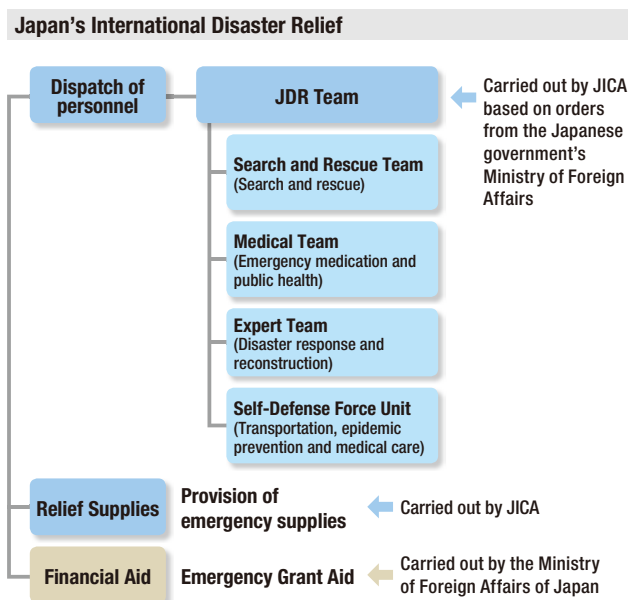 Japan’s International Disaster Relief
Dispatch of
personnel
JDR Team
Carried out by JICA
based on orders
from the Japanese
government’s
Ministry of Foreign
Affairs
Search and Rescue Team
(Search and rescue)
Medical Team
(Emergency medication and
public health)
Expert Team
(Disaster response and
reconstruction)
Self-Defense Force Unit
(Transportation, epidemic
prevention and medical care)
Relief Supplies
Provision of
emergency supplies
Carried out by JICA
Financial Aid
Emergency Grant Aid
Carried out by the Ministry
of Foreign Affairs of Japan